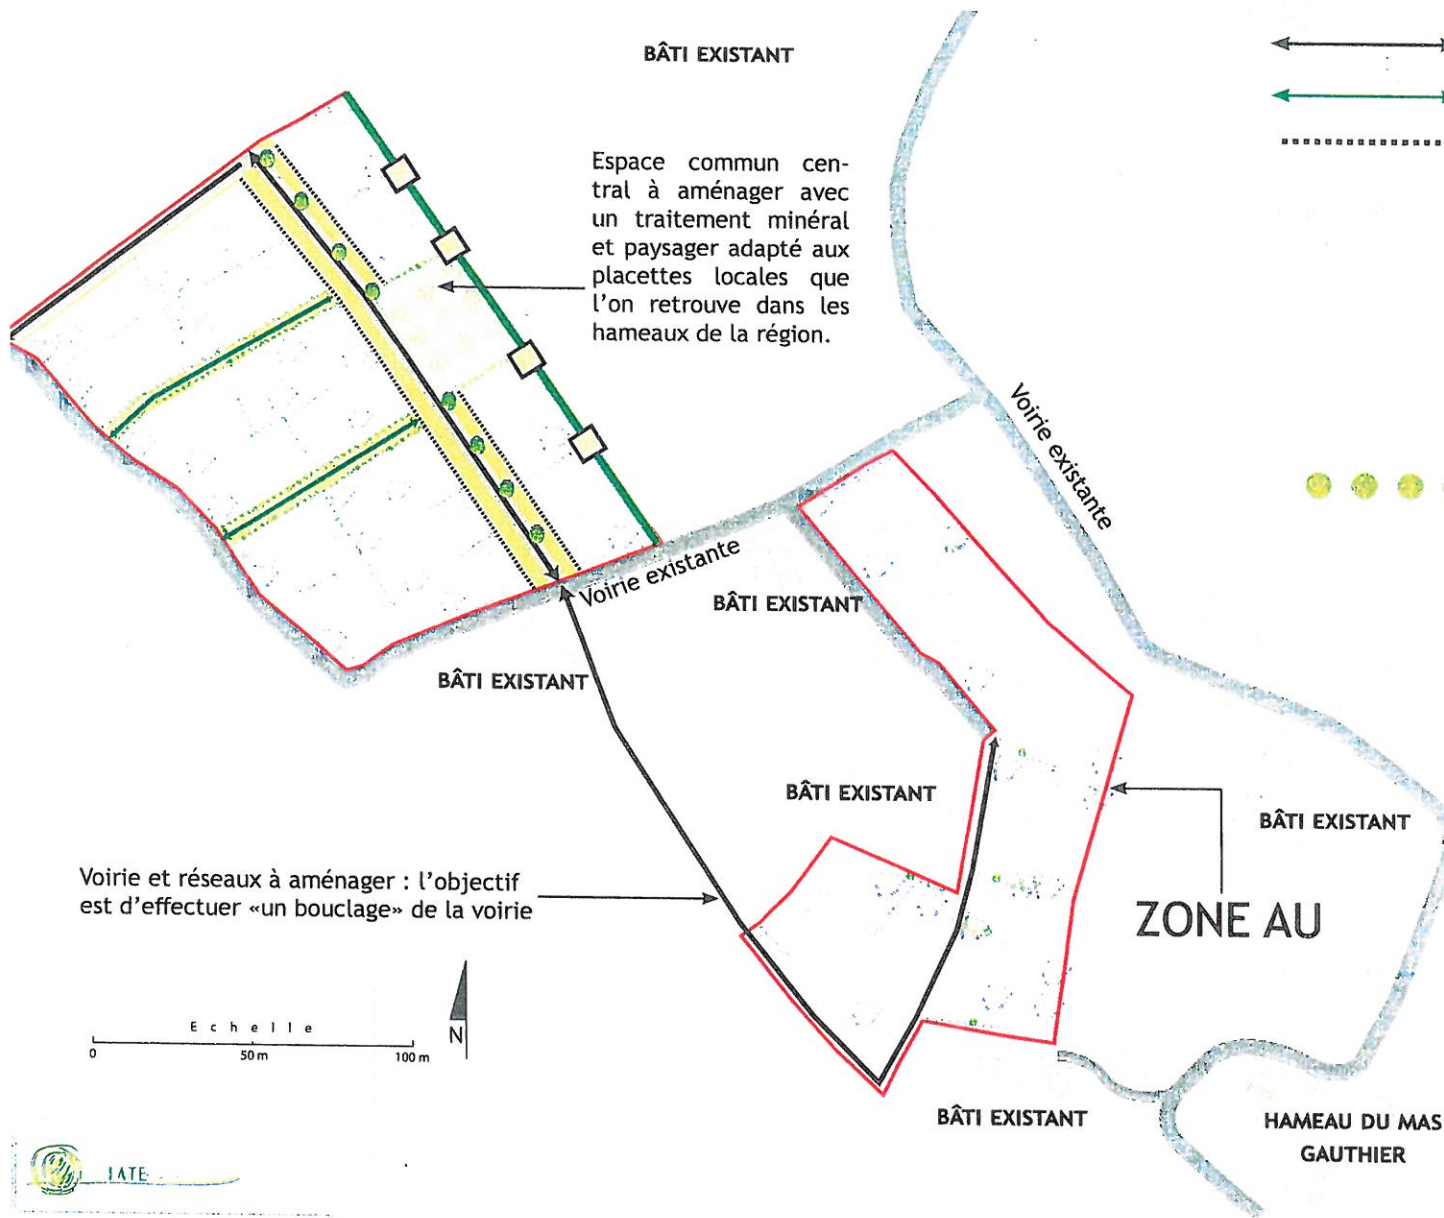 BÂTI EXISTANT
Espace commun cen-
tral à aménager avec
un traitement minéral
et paysager adapté aux
placettes locales que
l'on retrouve dans les
hameaux de la région.
Voirie existante
Voirie existante
BÂTI EXISTANT
BÂTI EXISTANT
BÂTI EXISTANT
BÂTI EXISTANT
Voirie et réseaux à aménager : l'objectif
est d'effectuer «un bouclage» de la voirie
ZONE AU
Echelle
0 50 m 100 m
N
BÂTI EXISTANT
HAMEAU DU MAS
GAUTHIER
IATE